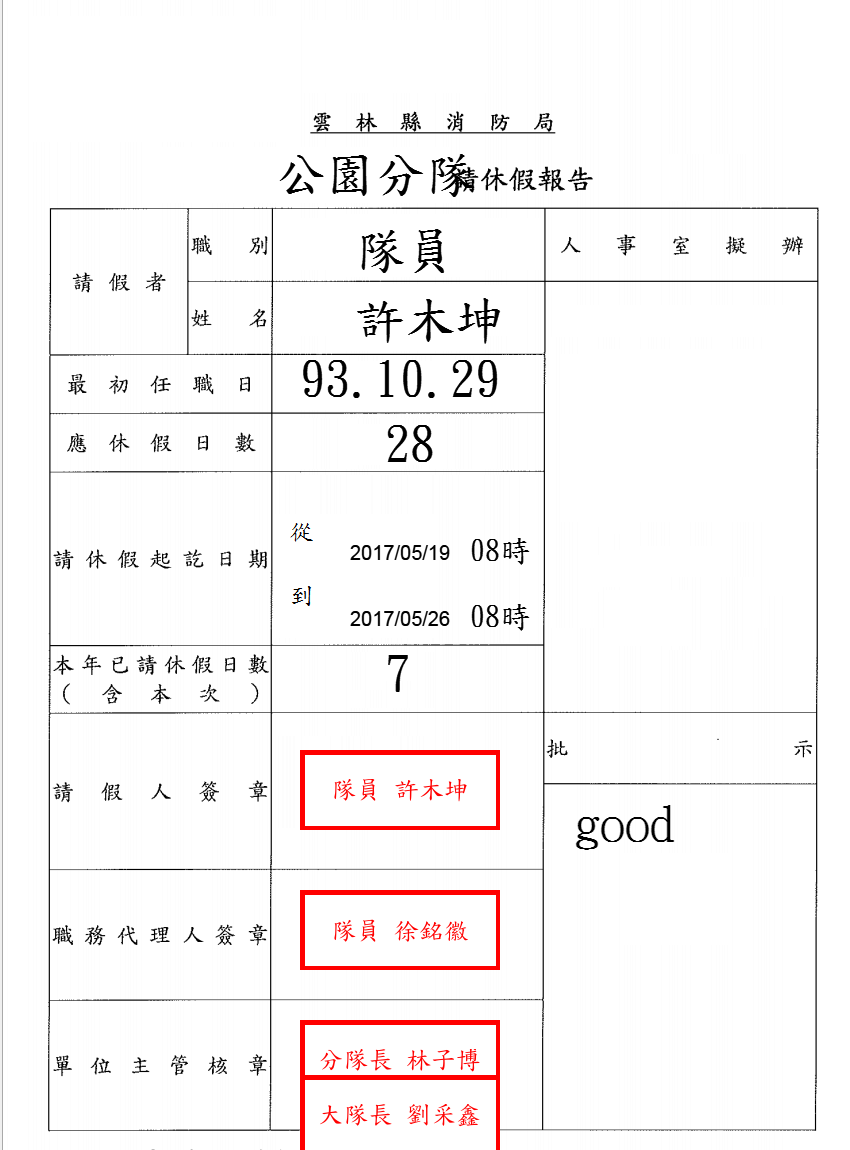 雲林縣消防局
公園分隊請休假報告
請假者
職別
隊員
人事室擬辦
姓名
許木坤
最初任職日
93.10.29
應休假日數
28
請休假起訖日期
從
2017/05/19 08時
到
2017/05/26 08時
本年已請休假日數
(含本次)
7
批示
請假人簽章
隊員 許木坤
good
職務代理人簽章
隊員 徐銘徽
單位主管核章
分隊長 林子博
大隊長 劉采鑫